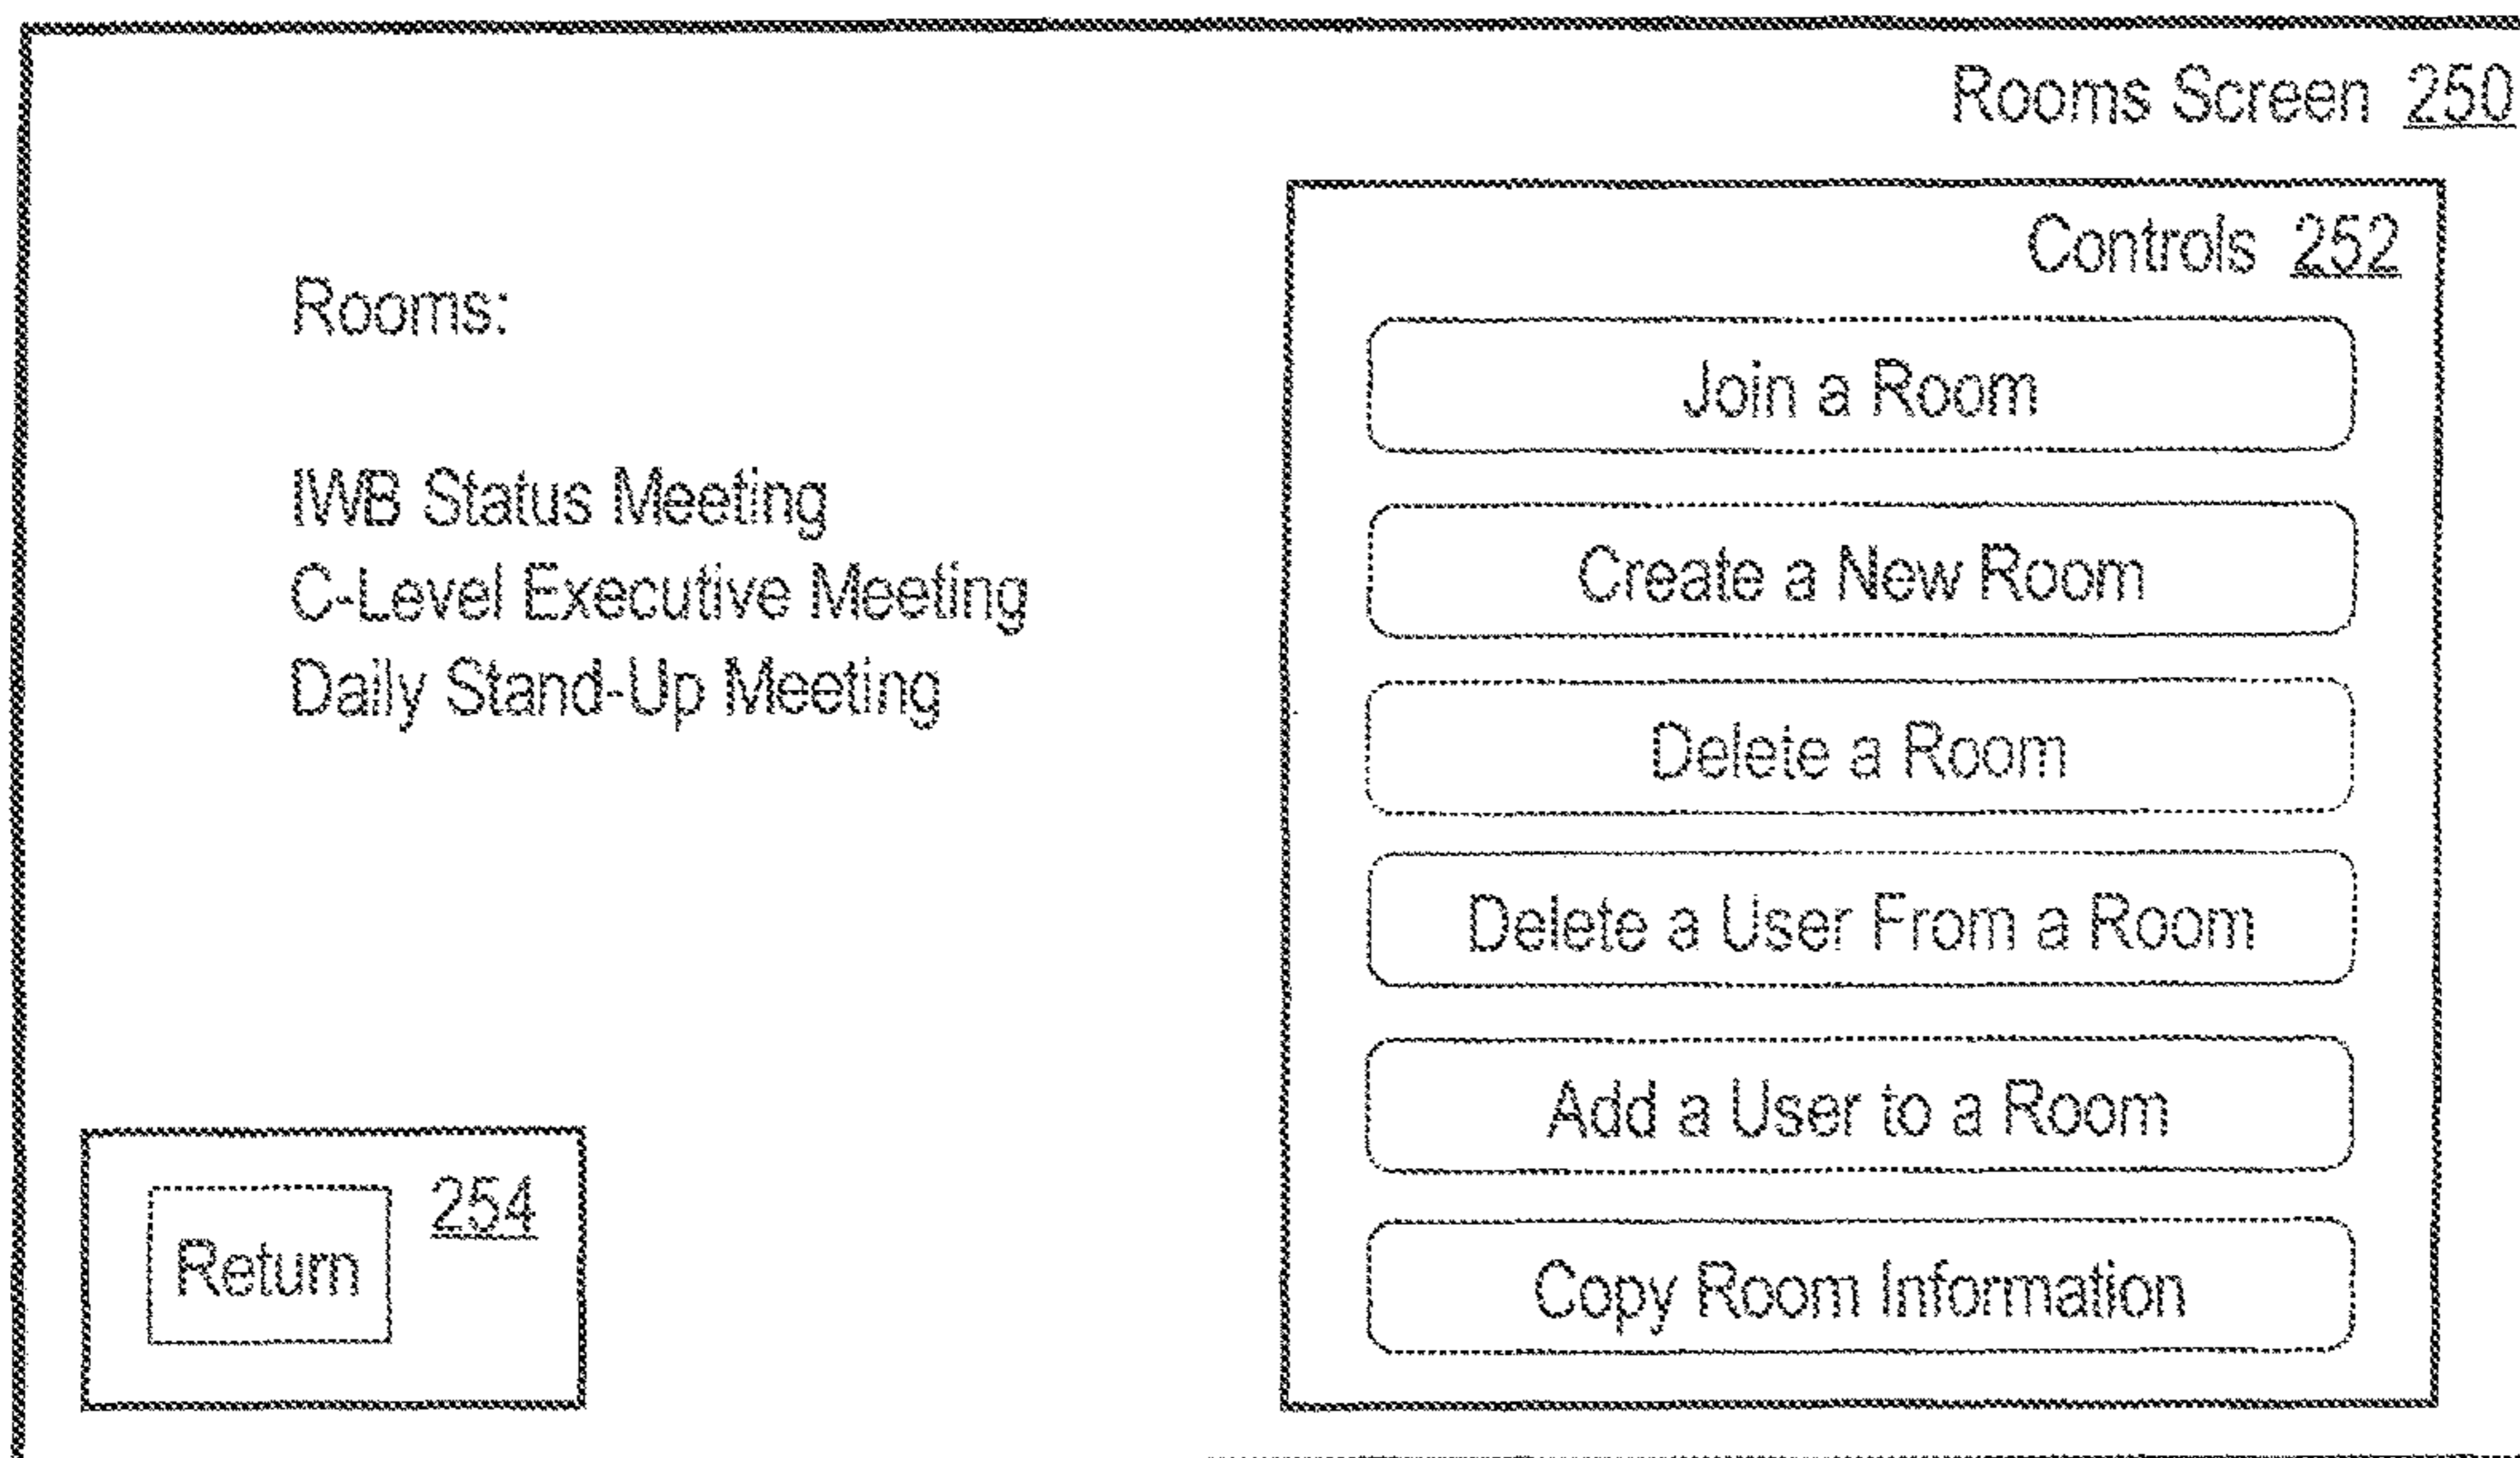 Rooms Screen 250
Rooms:
IWB Status Meeting
C-Level Executive Meeting
Daily Stand-Up Meeting
Controls 252
Join a Room
Create a New Room
Delete a Room
Delete a User From a Room
Add a User to a Room
Copy Room Information
254
Return